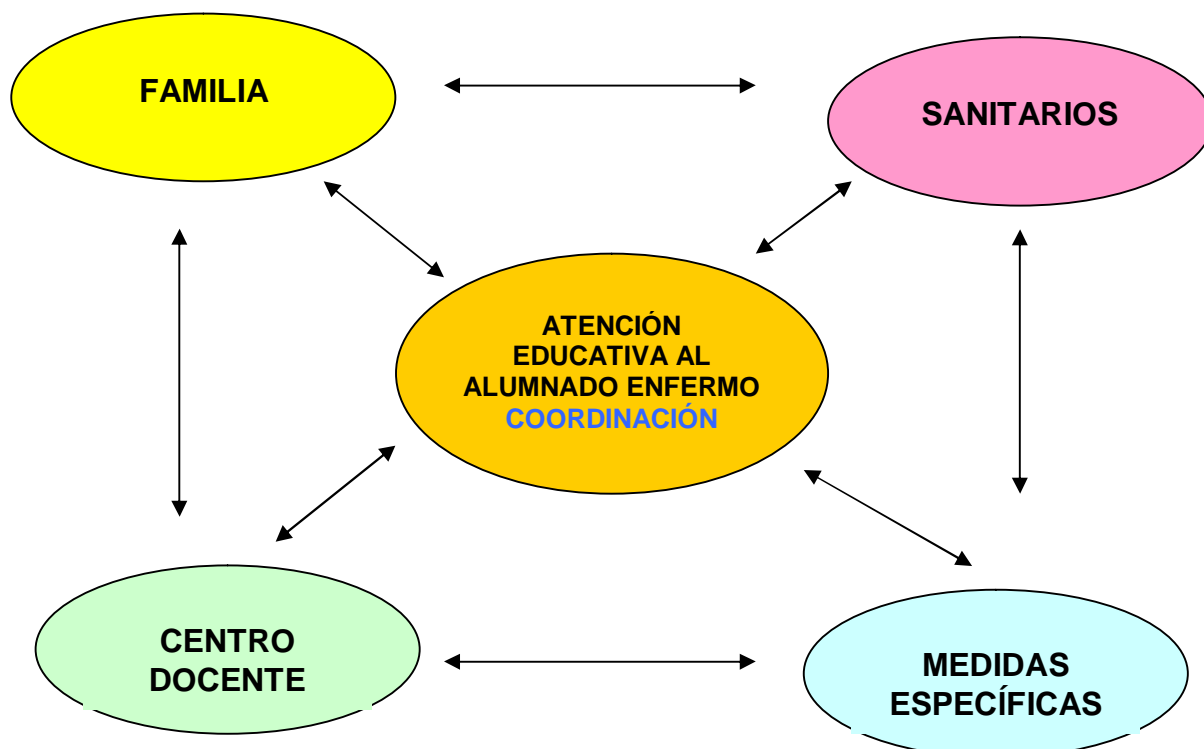 FAMILIA
SANITARIOS
ATENCIÓN
EDUCATIVA AL
ALUMNADO ENFERMO
COORDINACIÓN
CENTRO
DOCENTE
MEDIDAS
ESPECÍFICAS